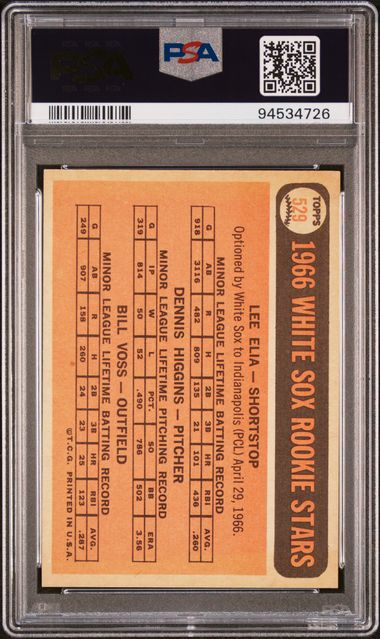 PSA
PSA
94534726
TOPPS
529
1966 WHITE SOX ROOKIE STARS
LEE ELIA — SHORTSTOP
Optioned by White Sox to Indianapolis (PCL) April 29, 1966.
MINOR LEAGUE LIFETIME BATTING RECORD
G AB R H 2B 3B HR RBI AVG.
918 3116 482 809 135 21 101 436 .260
DENNIS HIGGINS — PITCHER
MINOR LEAGUE LIFETIME PITCHING RECORD
G IP W L PCT. SO BB ERA
319 814 50 52 .490 786 502 3.56
BILL VOSS — OUTFIELD
MINOR LEAGUE LIFETIME BATTING RECORD
G AB R H 2B 3B HR RBI AVG.
249 907 158 260 24 23 25 123 .287
©T.C.G. PRINTED IN U.S.A.